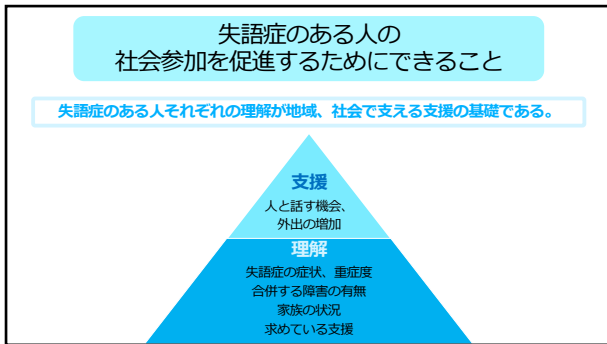 失語症のある人の
社会参加を促進するためにできること
失語症のある人それぞれの理解が地域、社会で支える支援の基礎である。
支援
人と話す機会、
外出の増加
理解
失語症の症状、重症度
合併する障害の有無
家族の状況
求めている支援